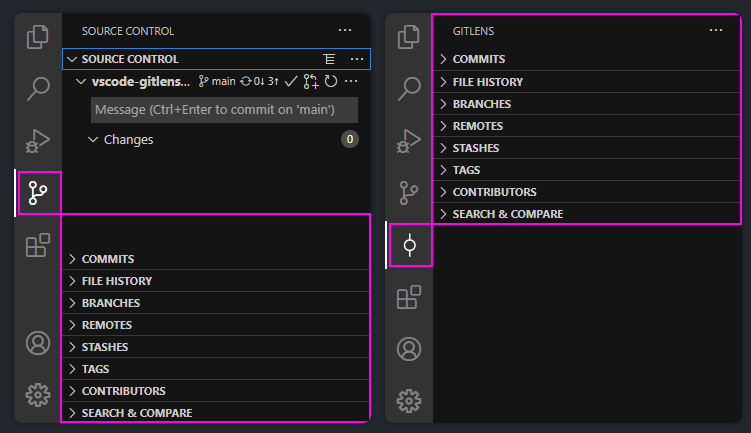 SOURCE CONTROL
SOURCE CONTROL
vscode-gitlens... main 0↓ 3↑
Message (Ctrl+Enter to commit on 'main')
Changes 0
COMMITS
FILE HISTORY
BRANCHES
REMOTES
STASHES
TAGS
CONTRIBUTORS
SEARCH & COMPARE
GITLENS
COMMITS
FILE HISTORY
BRANCHES
REMOTES
STASHES
TAGS
CONTRIBUTORS
SEARCH & COMPARE